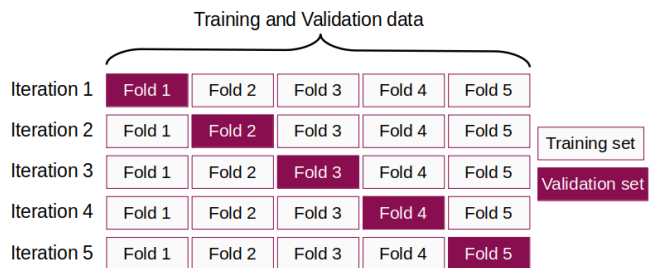 Training and Validation data
Iteration 1 Fold 1 Fold 2 Fold 3 Fold 4 Fold 5
Iteration 2 Fold 1 Fold 2 Fold 3 Fold 4 Fold 5
Iteration 3 Fold 1 Fold 2 Fold 3 Fold 4 Fold 5
Iteration 4 Fold 1 Fold 2 Fold 3 Fold 4 Fold 5
Iteration 5 Fold 1 Fold 2 Fold 3 Fold 4 Fold 5
Training set
Validation set